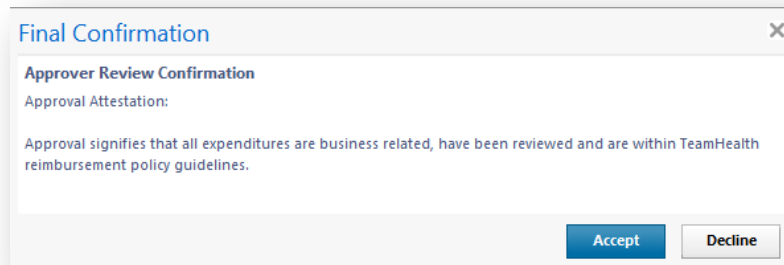 Final Confirmation
Approver Review Confirmation
Approval Attestation:
Approval signifies that all expenditures are business related, have been reviewed and are within TeamHealth
reimbursement policy guidelines.
Accept Decline